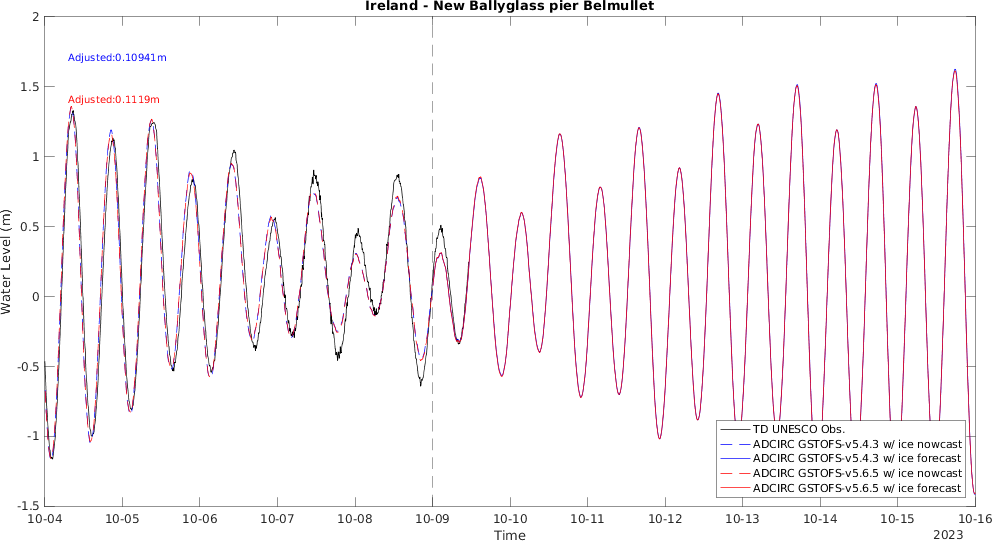 Ireland - New Ballyglass pier Belmullet
Water Level (m)
2
1.5
1
0.5
0
-0.5
-1
-1.5
Adjusted:0.10941m
Adjusted:0.1119m
TD UNESCO Obs.
ADCIRC GSTOFS-v5.4.3 w/ ice nowcast
ADCIRC GSTOFS-v5.4.3 w/ ice forecast
ADCIRC GSTOFS-v5.6.5 w/ ice nowcast
ADCIRC GSTOFS-v5.6.5 w/ ice forecast
10-04 10-05 10-06 10-07 10-08 10-09 10-10 10-11 10-12 10-13 10-14 10-15 10-16
Time
2023